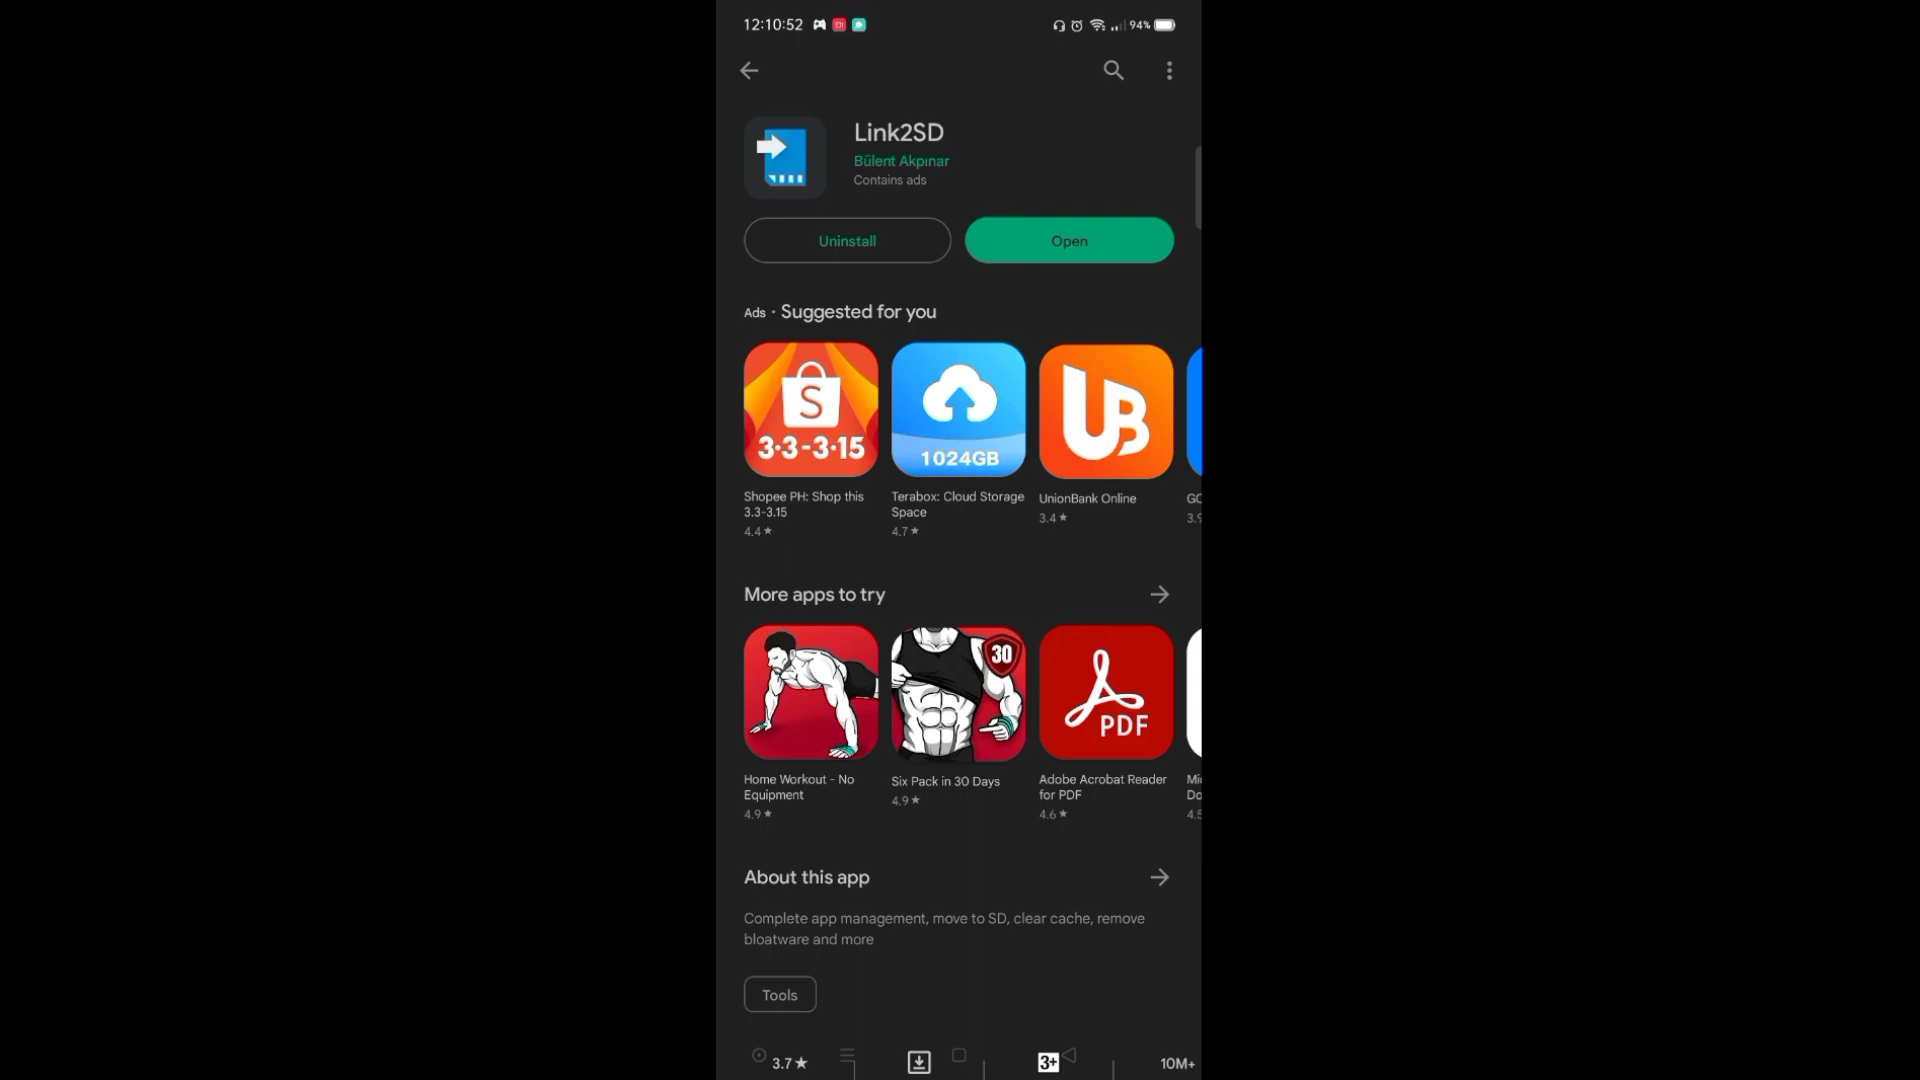 12:10:52
94%
Link2SD
Bülent Akpınar
Contains ads
Uninstall
Open
Ads · Suggested for you
S
3·3-3·15
1024GB
UB
Shopee PH: Shop this
3.3-3.15
4.4★
Terabox: Cloud Storage
Space
4.7★
UnionBank Online
3.4★
GC
3.9
More apps to try
30
PDF
Home Workout - No
Equipment
4.9★
Six Pack in 30 Days
4.9★
Adobe Acrobat Reader
for PDF
4.6★
Mi
Do
4.5
About this app
Complete app management, move to SD, clear cache, remove
bloatware and more
Tools
3.7★
3+
10M+